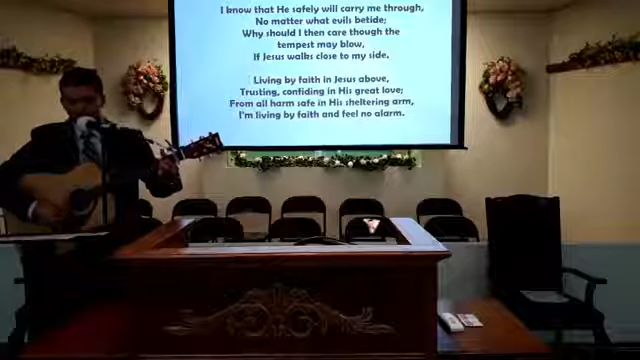 I know that He safely will carry me through,
No matter what evils betide;
Why should I then care though the
tempest may blow,
If Jesus walks close to my side.
Living by faith in Jesus above,
Trusting, confiding in His great love;
From all harm safe in His sheltering arm,
I'm living by faith and feel no alarm.